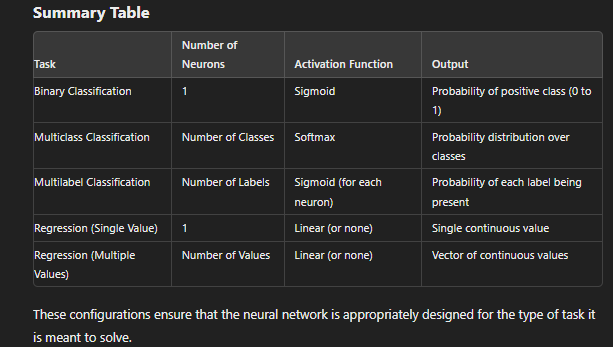 Summary Table
Number of
Task Neurons Activation Function Output
Binary Classification 1 Sigmoid Probability of positive class (0 to
1)
Multiclass Classification Number of Classes Softmax Probability distribution over
classes
Multilabel Classification Number of Labels Sigmoid (for each Probability of each label being
neuron) present
Regression (Single Value) 1 Linear (or none) Single continuous value
Regression (Multiple Number of Values Linear (or none) Vector of continuous values
Values)
These configurations ensure that the neural network is appropriately designed for the type of task it
is meant to solve.